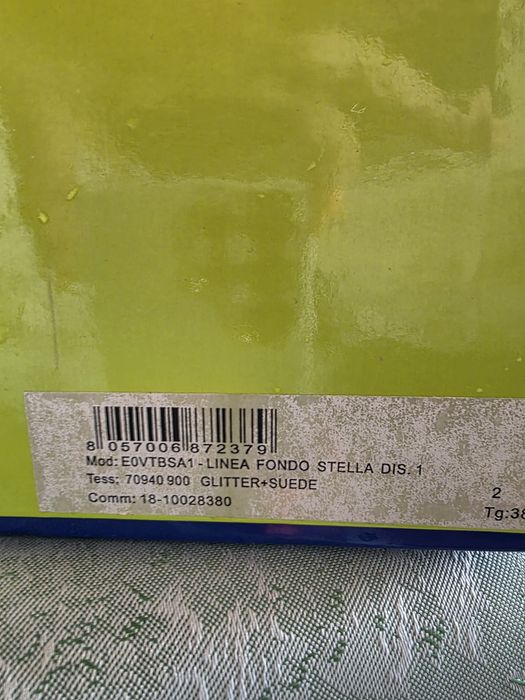 8 057006 872379
Mod: E0VTBSA1 - LINEA FONDO STELLA DIS. 1
Tess: 70940 900 GLITTER+SUEDE
Comm: 18-10028380
2
Tg:38